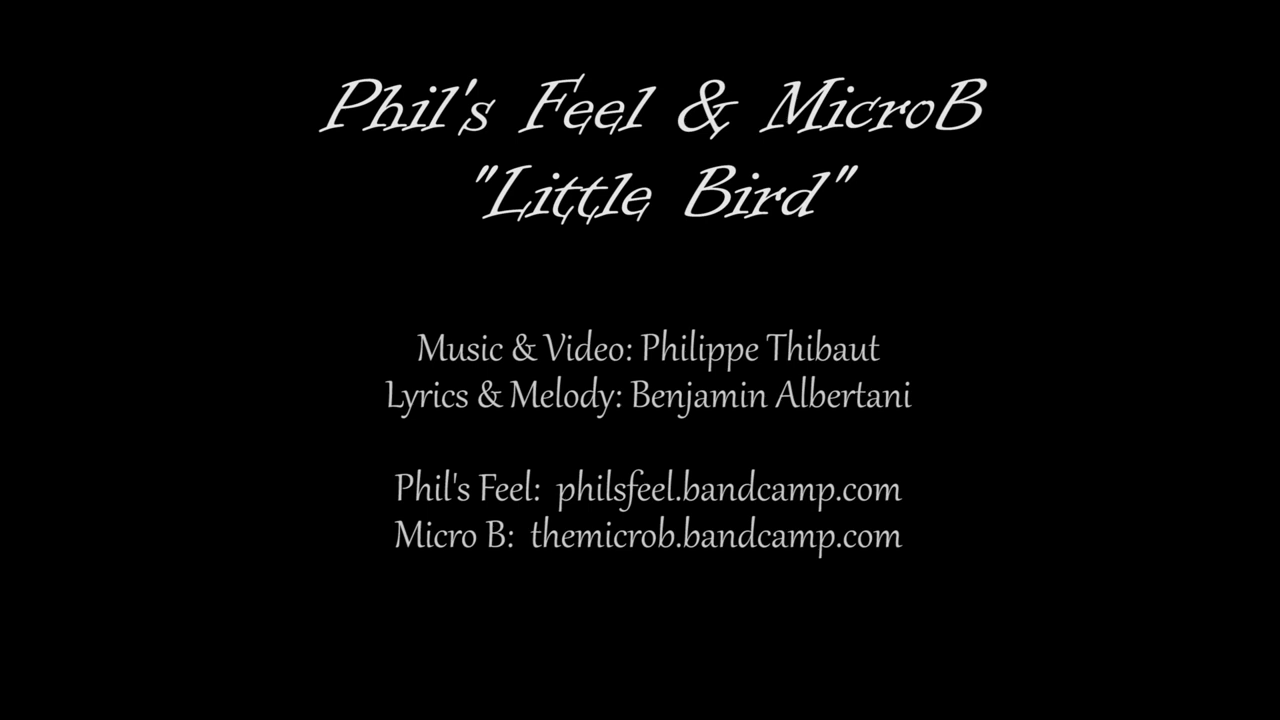 Phil's Feel & MicroB
"Little Bird"
Music & Video: Philippe Thibaut
Lyrics & Melody: Benjamin Albertani
Phil's Feel: philsfeel.bandcamp.com
Micro B: themicrob.bandcamp.com